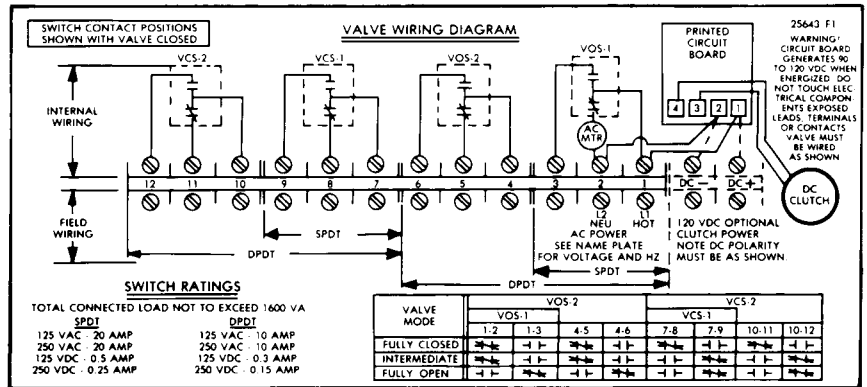 SWITCH CONTACT POSITIONS
SHOWN WITH VALVE CLOSED
VALVE WIRING DIAGRAM
25643 F1
WARNING!
CIRCUIT BOARD
GENERATES 90
TO 120 VDC WHEN
ENERGIZED. DO
NOT TOUCH ELEC-
TRICAL COMPON-
ENTS EXPOSED
LEADS, TERMINALS
OR CONTACTS
VALVE MUST
BE WIRED
AS SHOWN
PRINTED
CIRCUIT
BOARD
4 3 2 1
VCS-2
VCS-1
VOS-2
VOS-1
AC
MTR
INTERNAL
WIRING
12 11 10 9 8 7 6 5 4 3 2 1
DC - DC +
DC
CLUTCH
FIELD
WIRING
L2 L1
NEU HOT
AC POWER
SEE NAME PLATE
FOR VOLTAGE AND HZ
120 VDC OPTIONAL
CLUTCH POWER
NOTE DC POLARITY
MUST BE AS SHOWN.
SPDT
DPDT
SPDT
DPDT
SWITCH RATINGS
TOTAL CONNECTED LOAD NOT TO EXCEED 1600 VA
SPDT DPDT
125 VAC - 20 AMP 125 VAC - 10 AMP
250 VAC - 20 AMP 250 VAC - 10 AMP
125 VDC - 0.5 AMP 125 VDC - 0.3 AMP
250 VDC - 0.25 AMP 250 VDC - 0.15 AMP
VALVE
MODE
VOS-2 VCS-2
VOS-1 VCS-1
1-2 1-3 4-5 4-6 7-8 7-9 10-11 10-12
FULLY CLOSED
INTERMEDIATE
FULLY OPEN